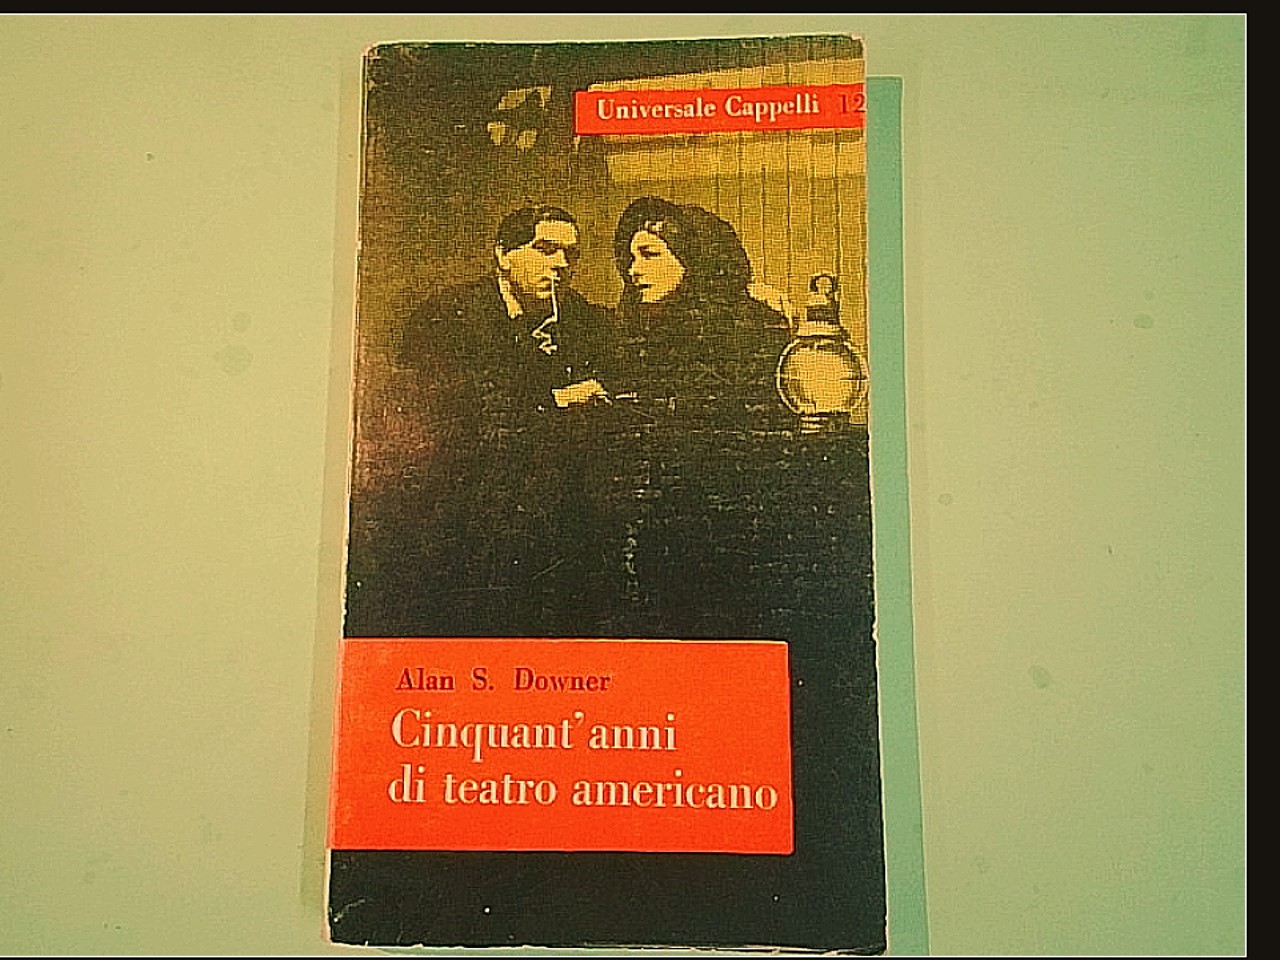 Universale Cappelli 12
Alan S. Downer
Cinquant'anni
di teatro americano